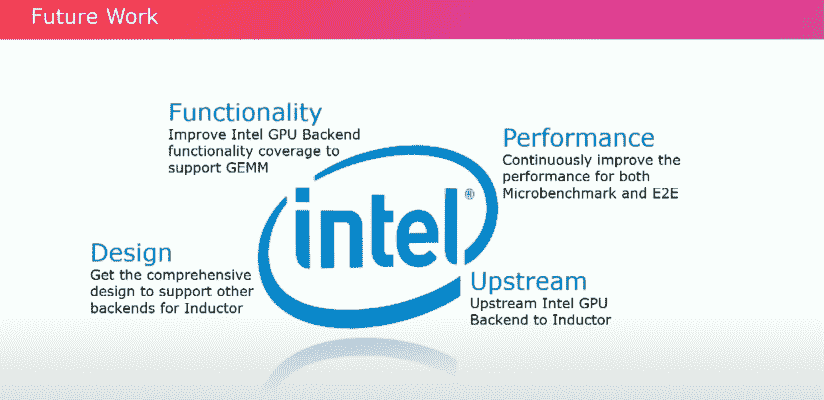 Future Work
Functionality
Improve Intel GPU Backend
functionality coverage to
support GEMM
Performance
Continuously improve the
performance for both
Microbenchmark and E2E
intel®
Design
Get the comprehensive
design to support other
backends for Inductor
Upstream
Upstream Intel GPU
Backend to Inductor